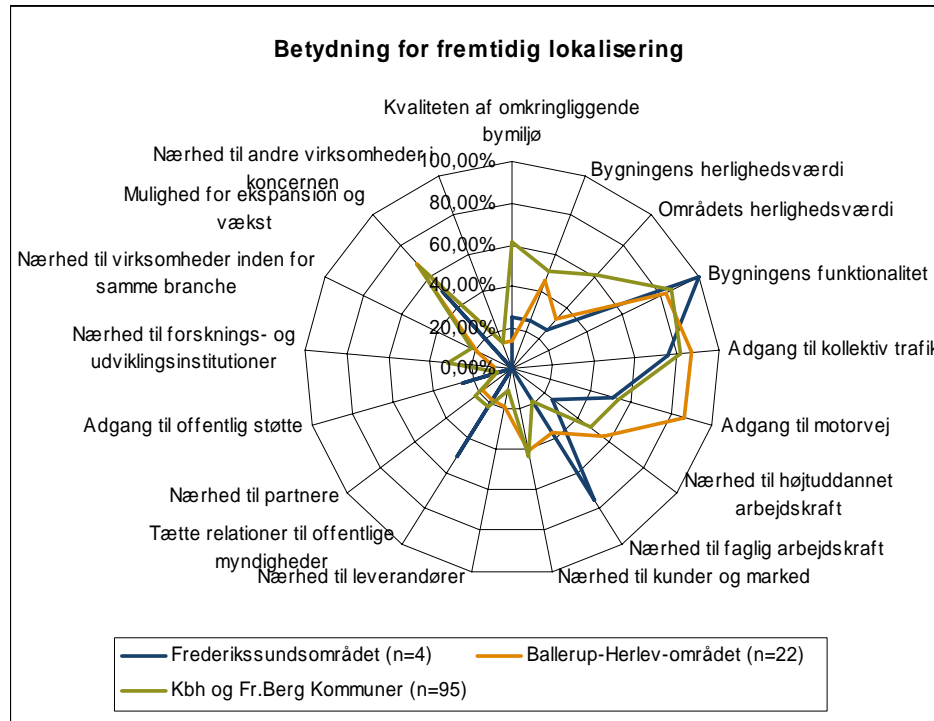 Betydning for fremtidig lokalisering
Kvaliteten af omkringliggende
bymiljø
Bygningens herlighedsværdi
Områdets herlighedsværdi
Bygningens funktionalitet
Adgang til kollektiv trafik
Adgang til motorvej
Nærhed til højtuddannet
arbejdskraft
Nærhed til faglig arbejdskraft
Nærhed til kunder og marked
Nærhed til leverandører
Tætte relationer til offentlige
myndigheder
Nærhed til partnere
Adgang til offentlig støtte
Nærhed til forsknings- og
udviklingsinstitutioner
Nærhed til virksomheder inden for
samme branche
Mulighed for ekspansion og
vækst
Nærhed til andre virksomheder i
koncernen
100,00%
80,00%
60,00%
40,00%
20,00%
0,00%
Frederikssundsområdet (n=4)
Ballerup-Herlev-området (n=22)
Kbh og Fr.Berg Kommuner (n=95)